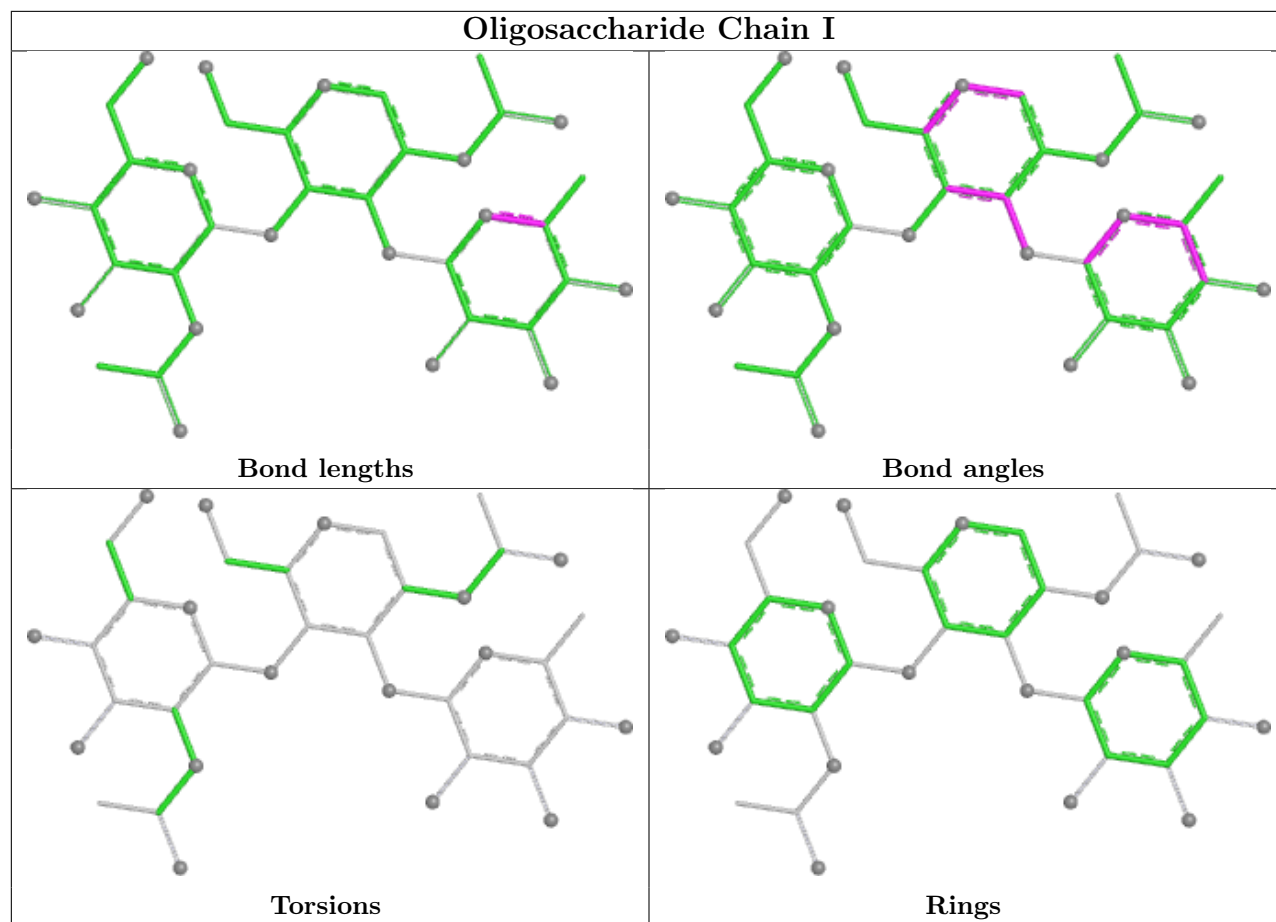 Oligosaccharide Chain I
Bond lengths
Bond angles
Torsions
Rings